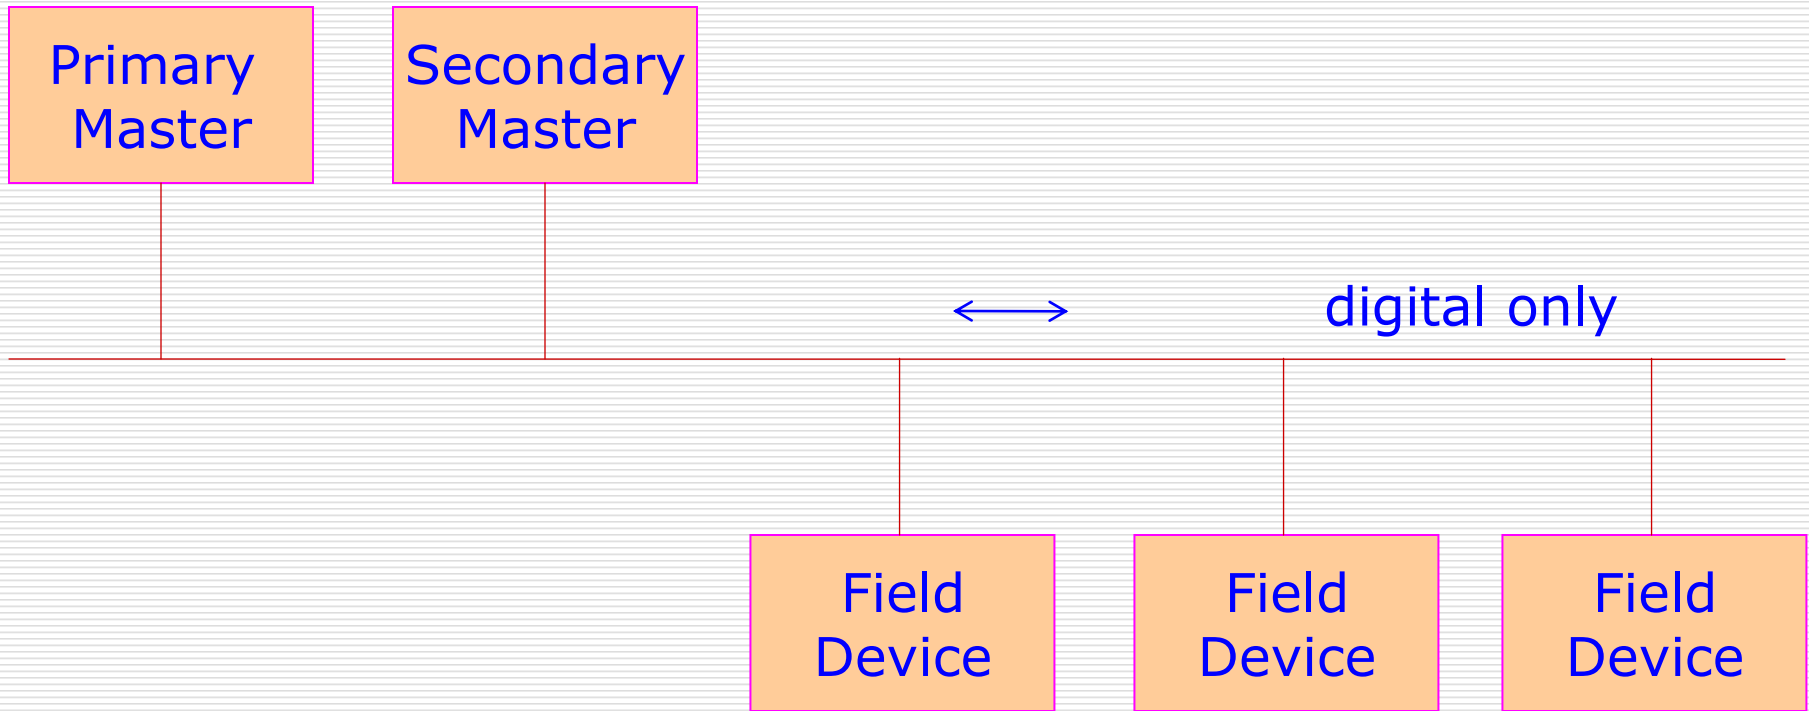 Primary
Master
Secondary
Master
digital only
Field
Device
Field
Device
Field
Device